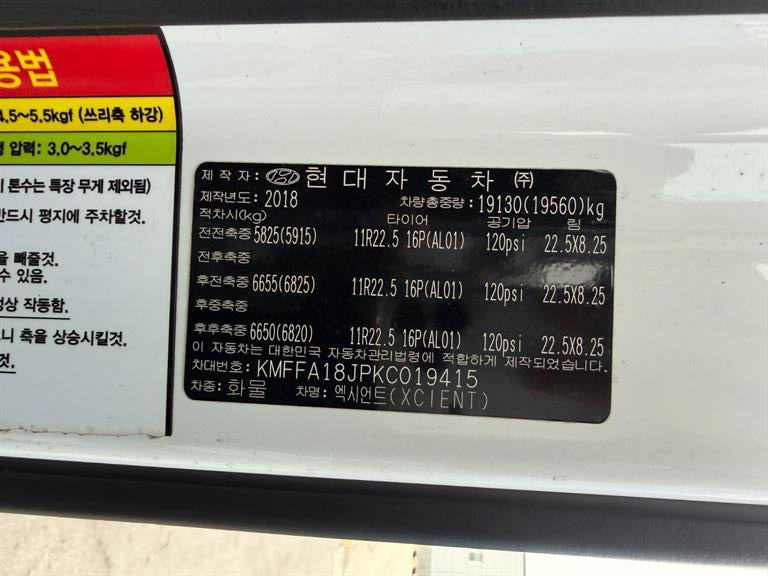 용법
4.5~5.5kgf (쓰리축 하강)
압력: 3.0~3.5kgf
톤수는 특장 무게 제외됨)
반드시 평지에 주차할것.
을 빼줄것.
수 있음.
정상 작동함.
축을 상승시킬것.
것.
제 작 자: 현 대 자 동 차 ㈜
제작년도: 2018 차량총중량: 19130(19560)kg
적차시(kg) 타이어 공기압 림
전전축중 5825(5915) 11R22.5 16P(AL01) 120psi 22.5X8.25
전후축중
후전축중 6655(6825) 11R22.5 16P(AL01) 120psi 22.5X8.25
후중축중
후후축중 6650(6820) 11R22.5 16P(AL01) 120psi 22.5X8.25
이 자동차는 대한민국 자동차관리법령에 적합하게 제작되었습니다.
차대번호: KMFFA18JPKC019415
차종: 화물 차명: 엑시언트(XCIENT)